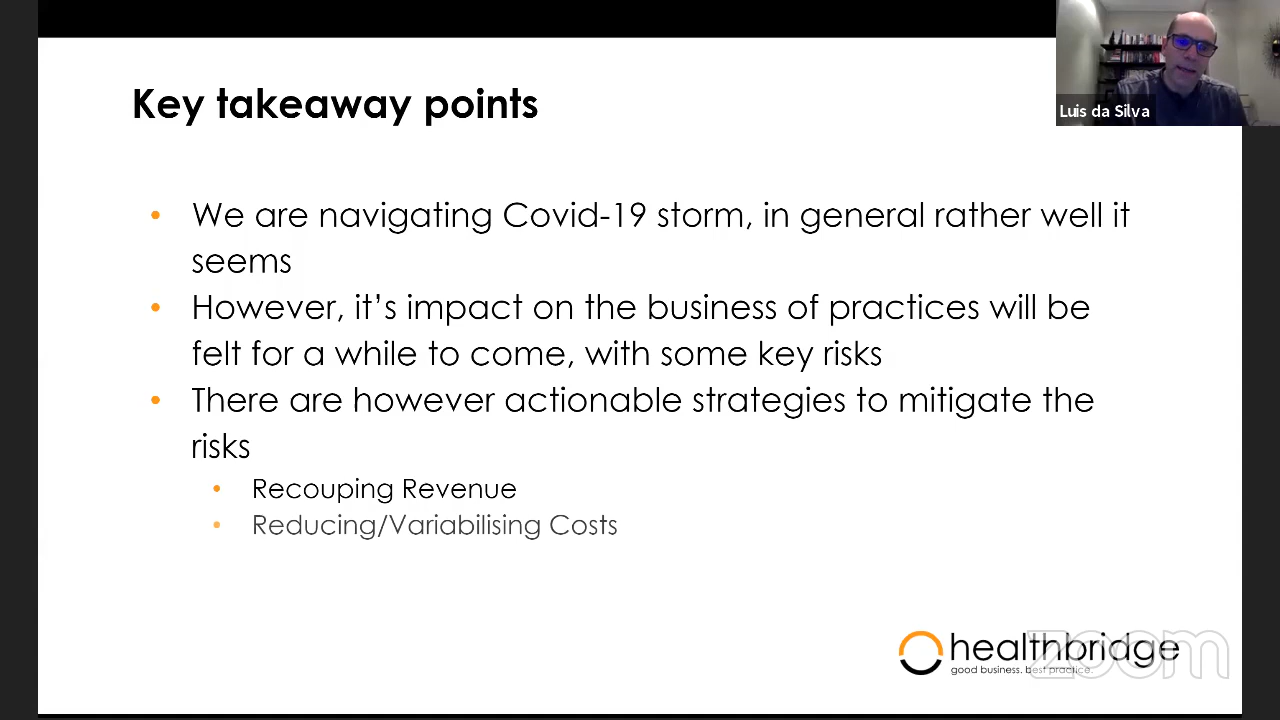 Key takeaway points
Luis da Silva
• We are navigating Covid-19 storm, in general rather well it
seems
• However, it’s impact on the business of practices will be
felt for a while to come, with some key risks
• There are however actionable strategies to mitigate the
risks
• Recouping Revenue
• Reducing/Variabilising Costs
healthbridge
good business. best practice.
zoom